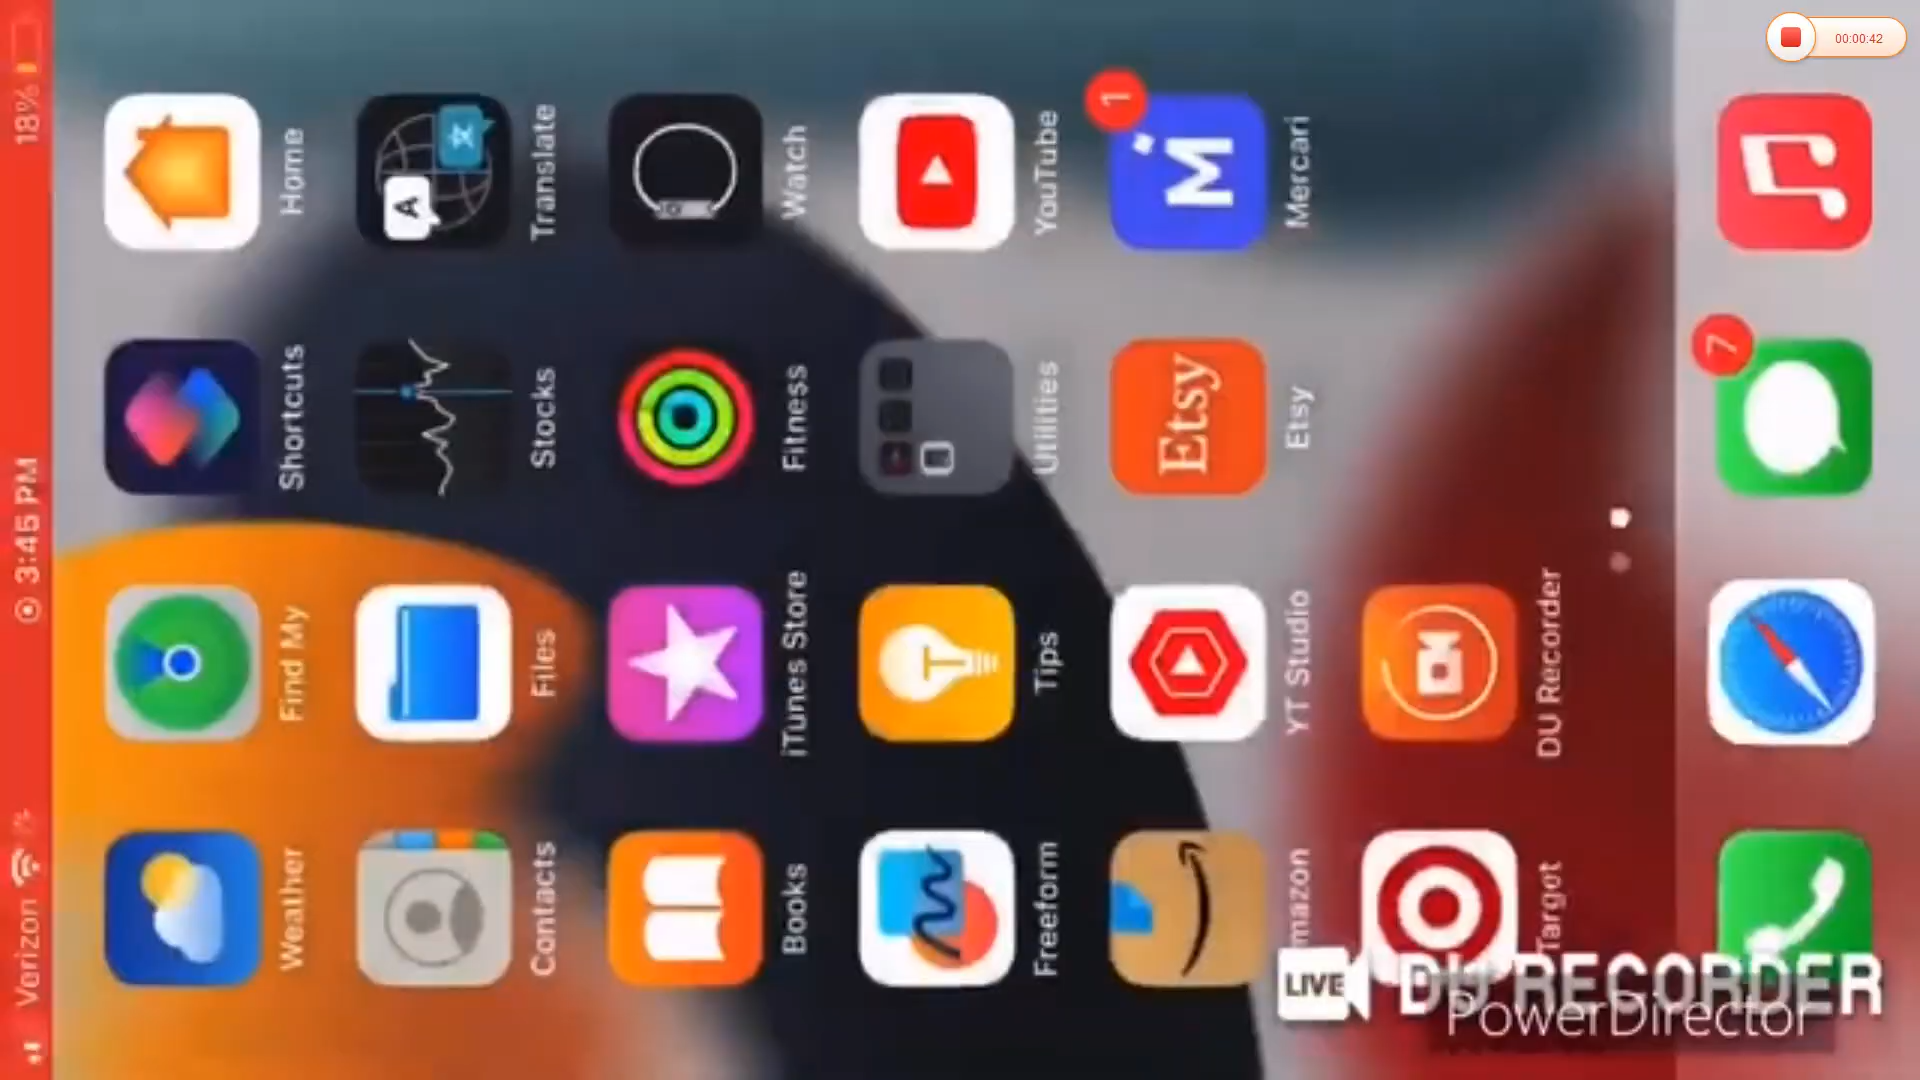 Verizon
3:45 PM
18%
Weather
Find My
Shortcuts
Home
Contacts
Files
Stocks
A
文
Translate
Books
iTunes Store
Fitness
Watch
Freeform
Tips
Utilities
YouTube
mazon
YT Studio
Etsy
Etsy
M
1
Mercari
Target
DU Recorder
7
00:00:42
LIVE
DU RECORDER
PowerDirector